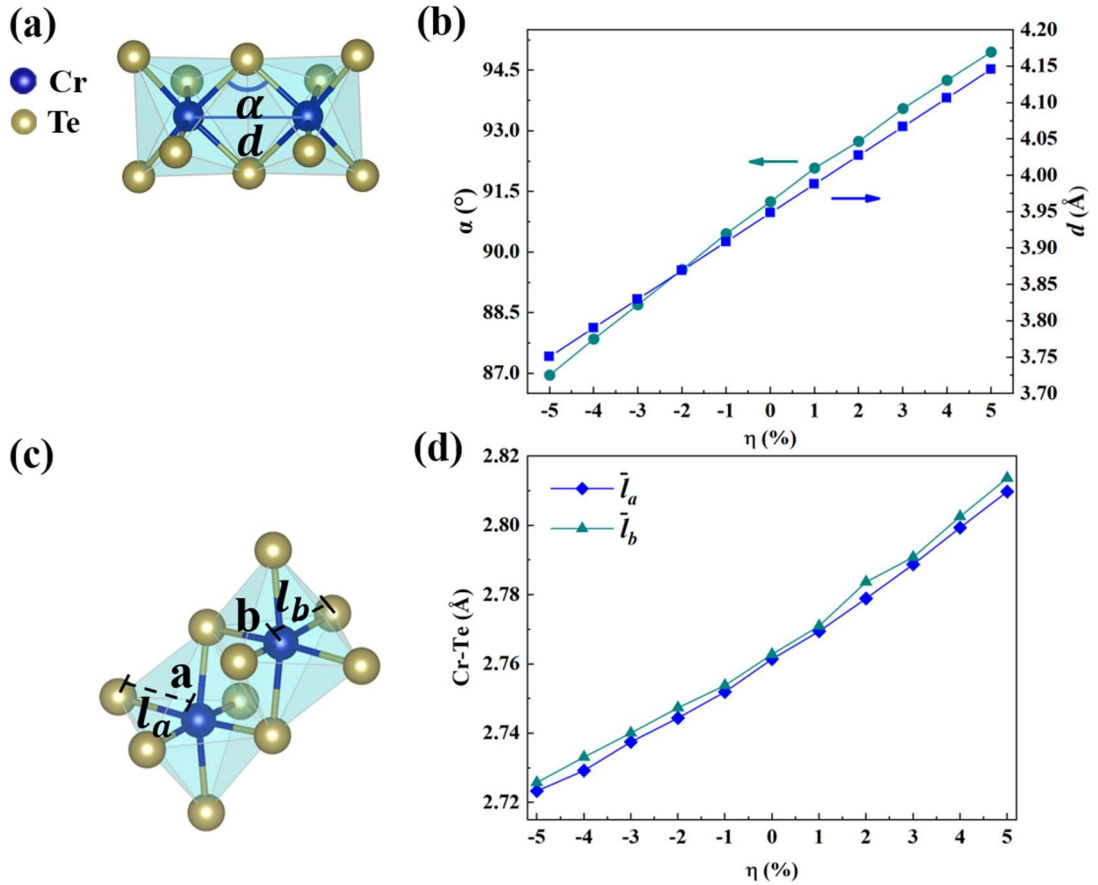 (a)
Cr
Te
α
d
(b)
94.5
93.0
91.5
90.0
88.5
87.0
α (°)
4.20
4.15
4.10
4.05
4.00
3.95
3.90
3.85
3.80
3.75
3.70
d (Å)
-5 -4 -3 -2 -1 0 1 2 3 4 5
η (%)
(c)
b
l_b
a
l_a
(d)
2.82
2.80
2.78
2.76
2.74
2.72
Cr-Te (Å)
l̄_a
l̄_b
-5 -4 -3 -2 -1 0 1 2 3 4 5
η (%)